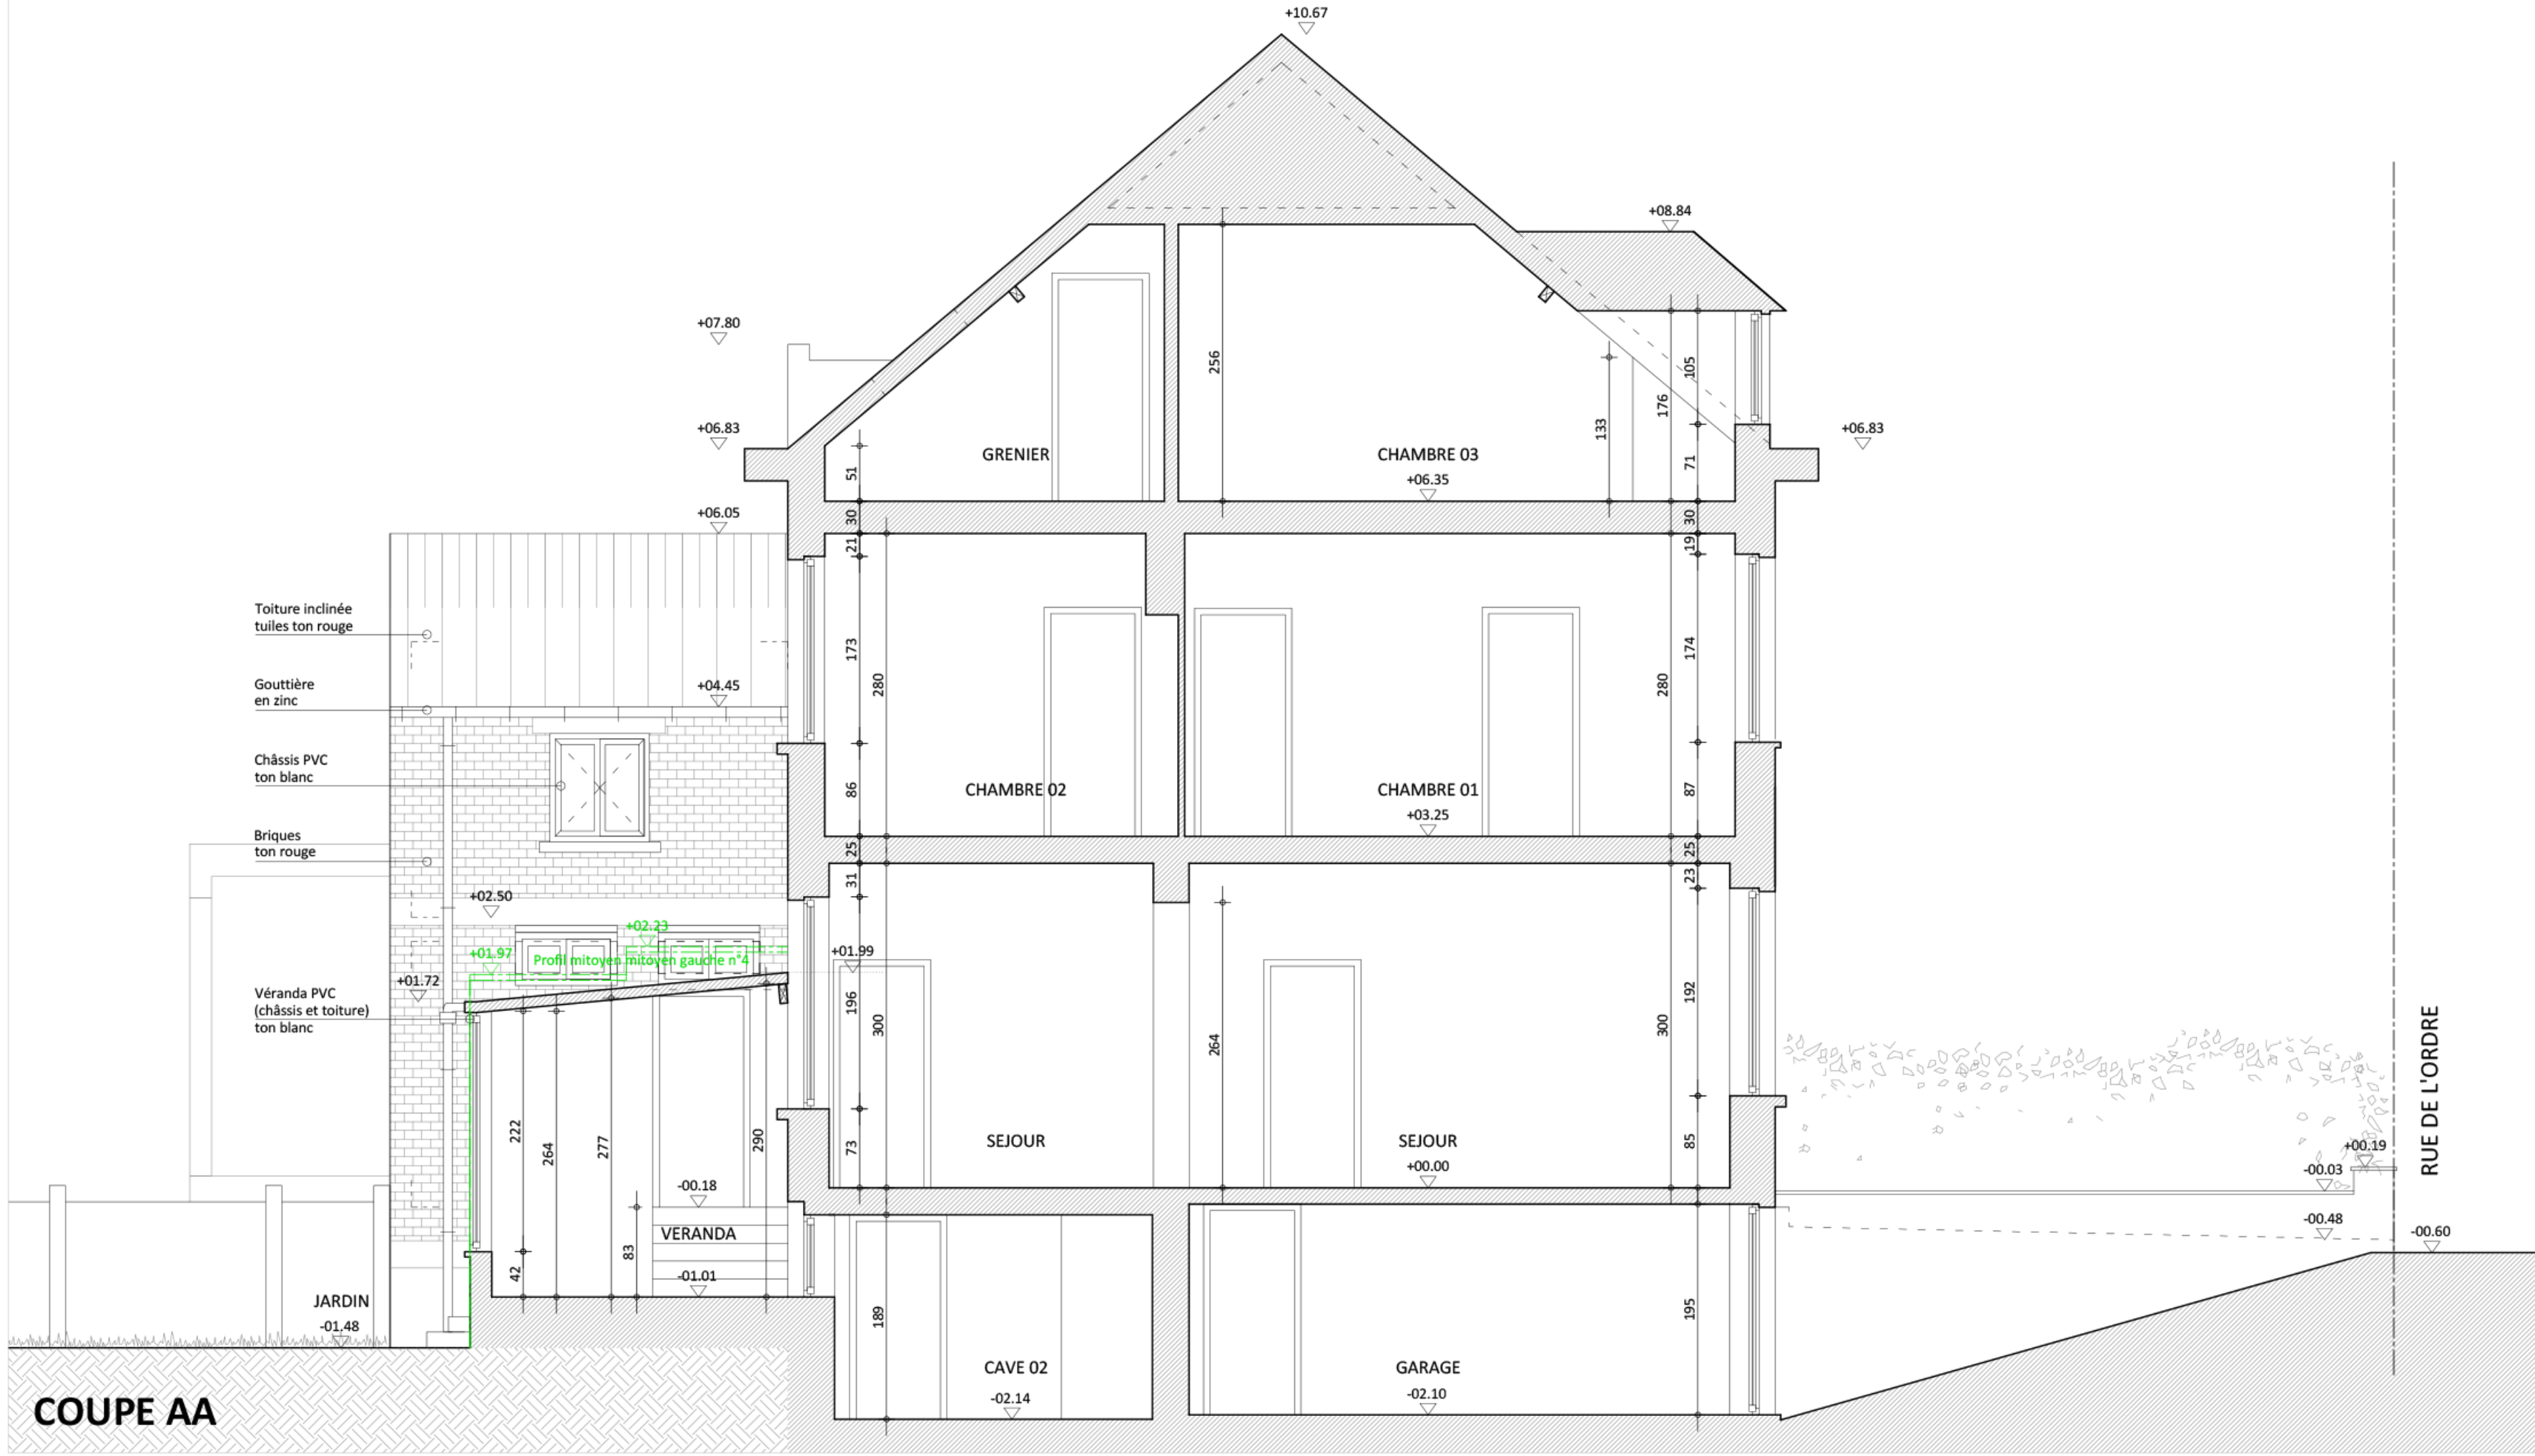 +10.67
+08.84
+07.80
+06.83
+06.83
+06.05
+04.45
256
105
176
133
71
51
GRENIER
CHAMBRE 03
+06.35
30
30
21
19
Toiture inclinée
tuiles ton rouge
Gouttière
en zinc
Châssis PVC
ton blanc
Briques
ton rouge
173
280
86
174
280
87
CHAMBRE 02
CHAMBRE 01
+03.25
25
25
31
23
+02.50
+02.23
+01.97
Profil mitoyen mitoyen gauche n°4
+01.99
+01.72
Véranda PVC
(châssis et toiture)
ton blanc
196
300
73
264
192
300
85
222
264
277
290
SEJOUR
SEJOUR
+00.00
-00.18
VERANDA
83
42
-01.01
RUE DE L'ORDRE
+00.19
-00.03
-00.48
-00.60
JARDIN
-01.48
189
195
CAVE 02
-02.14
GARAGE
-02.10
COUPE AA